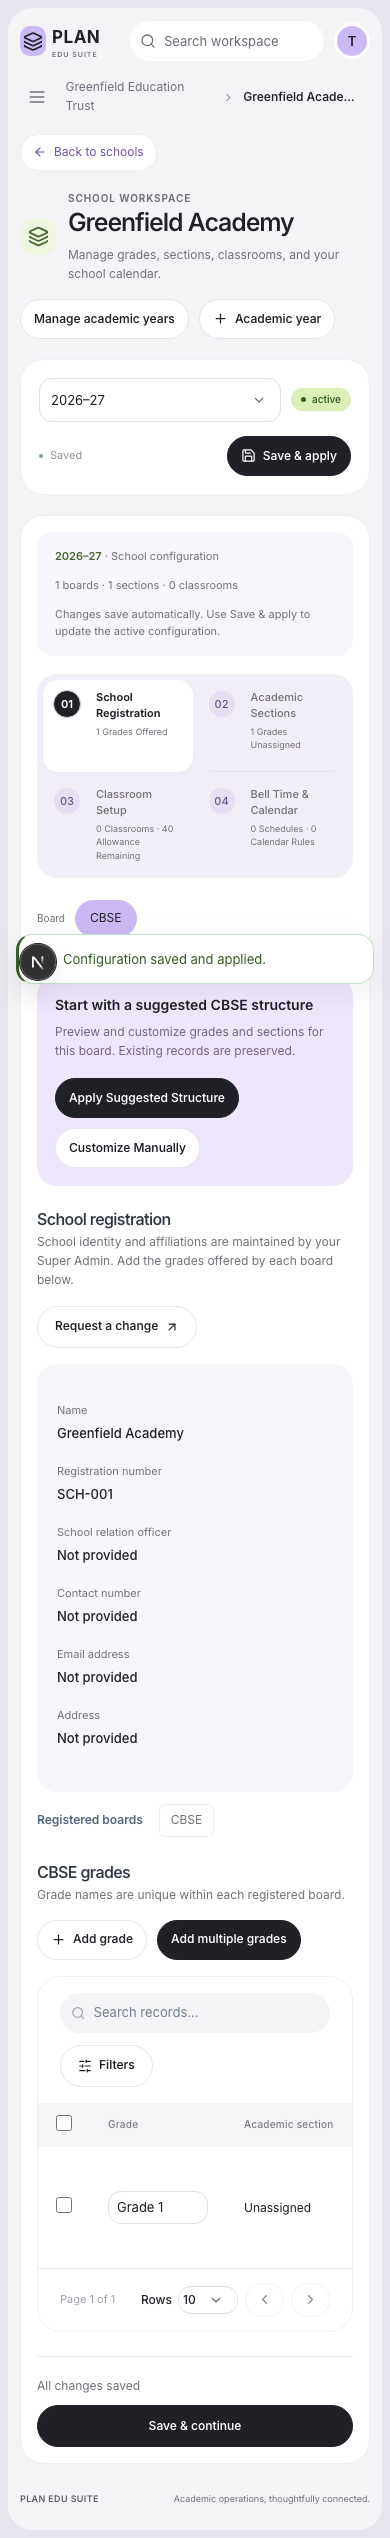 PLAN
EDU SUITE
Search workspace
T
Greenfield Education
Trust
Greenfield Acade...
Back to schools
SCHOOL WORKSPACE
Greenfield Academy
Manage grades, sections, classrooms, and your
school calendar.
Manage academic years
Academic year
2026–27
active
Saved
Save & apply
2026–27 · School configuration
1 boards · 1 sections · 0 classrooms
Changes save automatically. Use Save & apply to
update the active configuration.
01
School
Registration
1 Grades Offered
02
Academic
Sections
1 Grades
Unassigned
03
Classroom
Setup
0 Classrooms · 40
Allowance
Remaining
04
Bell Time &
Calendar
0 Schedules · 0
Calendar Rules
Board
CBSE
N
Configuration saved and applied.
Start with a suggested CBSE structure
Preview and customize grades and sections for
this board. Existing records are preserved.
Apply Suggested Structure
Customize Manually
School registration
School identity and affiliations are maintained by your
Super Admin. Add the grades offered by each board
below.
Request a change
Name
Greenfield Academy
Registration number
SCH-001
School relation officer
Not provided
Contact number
Not provided
Email address
Not provided
Address
Not provided
Registered boards
CBSE
CBSE grades
Grade names are unique within each registered board.
Add grade
Add multiple grades
Search records...
Filters
Grade
Academic section
Grade 1
Unassigned
Page 1 of 1
Rows
10
All changes saved
Save & continue
PLAN EDU SUITE
Academic operations, thoughtfully connected.